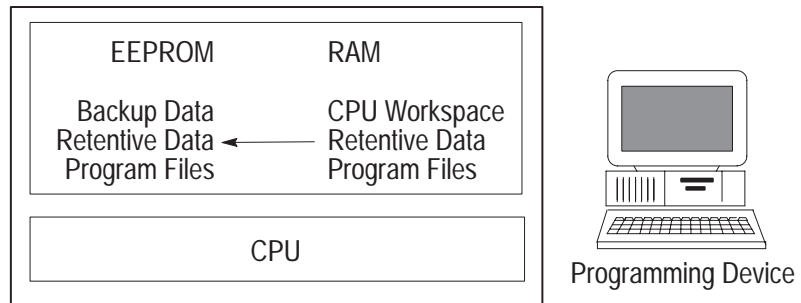 EEPROM RAM
Backup Data CPU Workspace
Retentive Data Retentive Data
Program Files Program Files
CPU
Programming Device